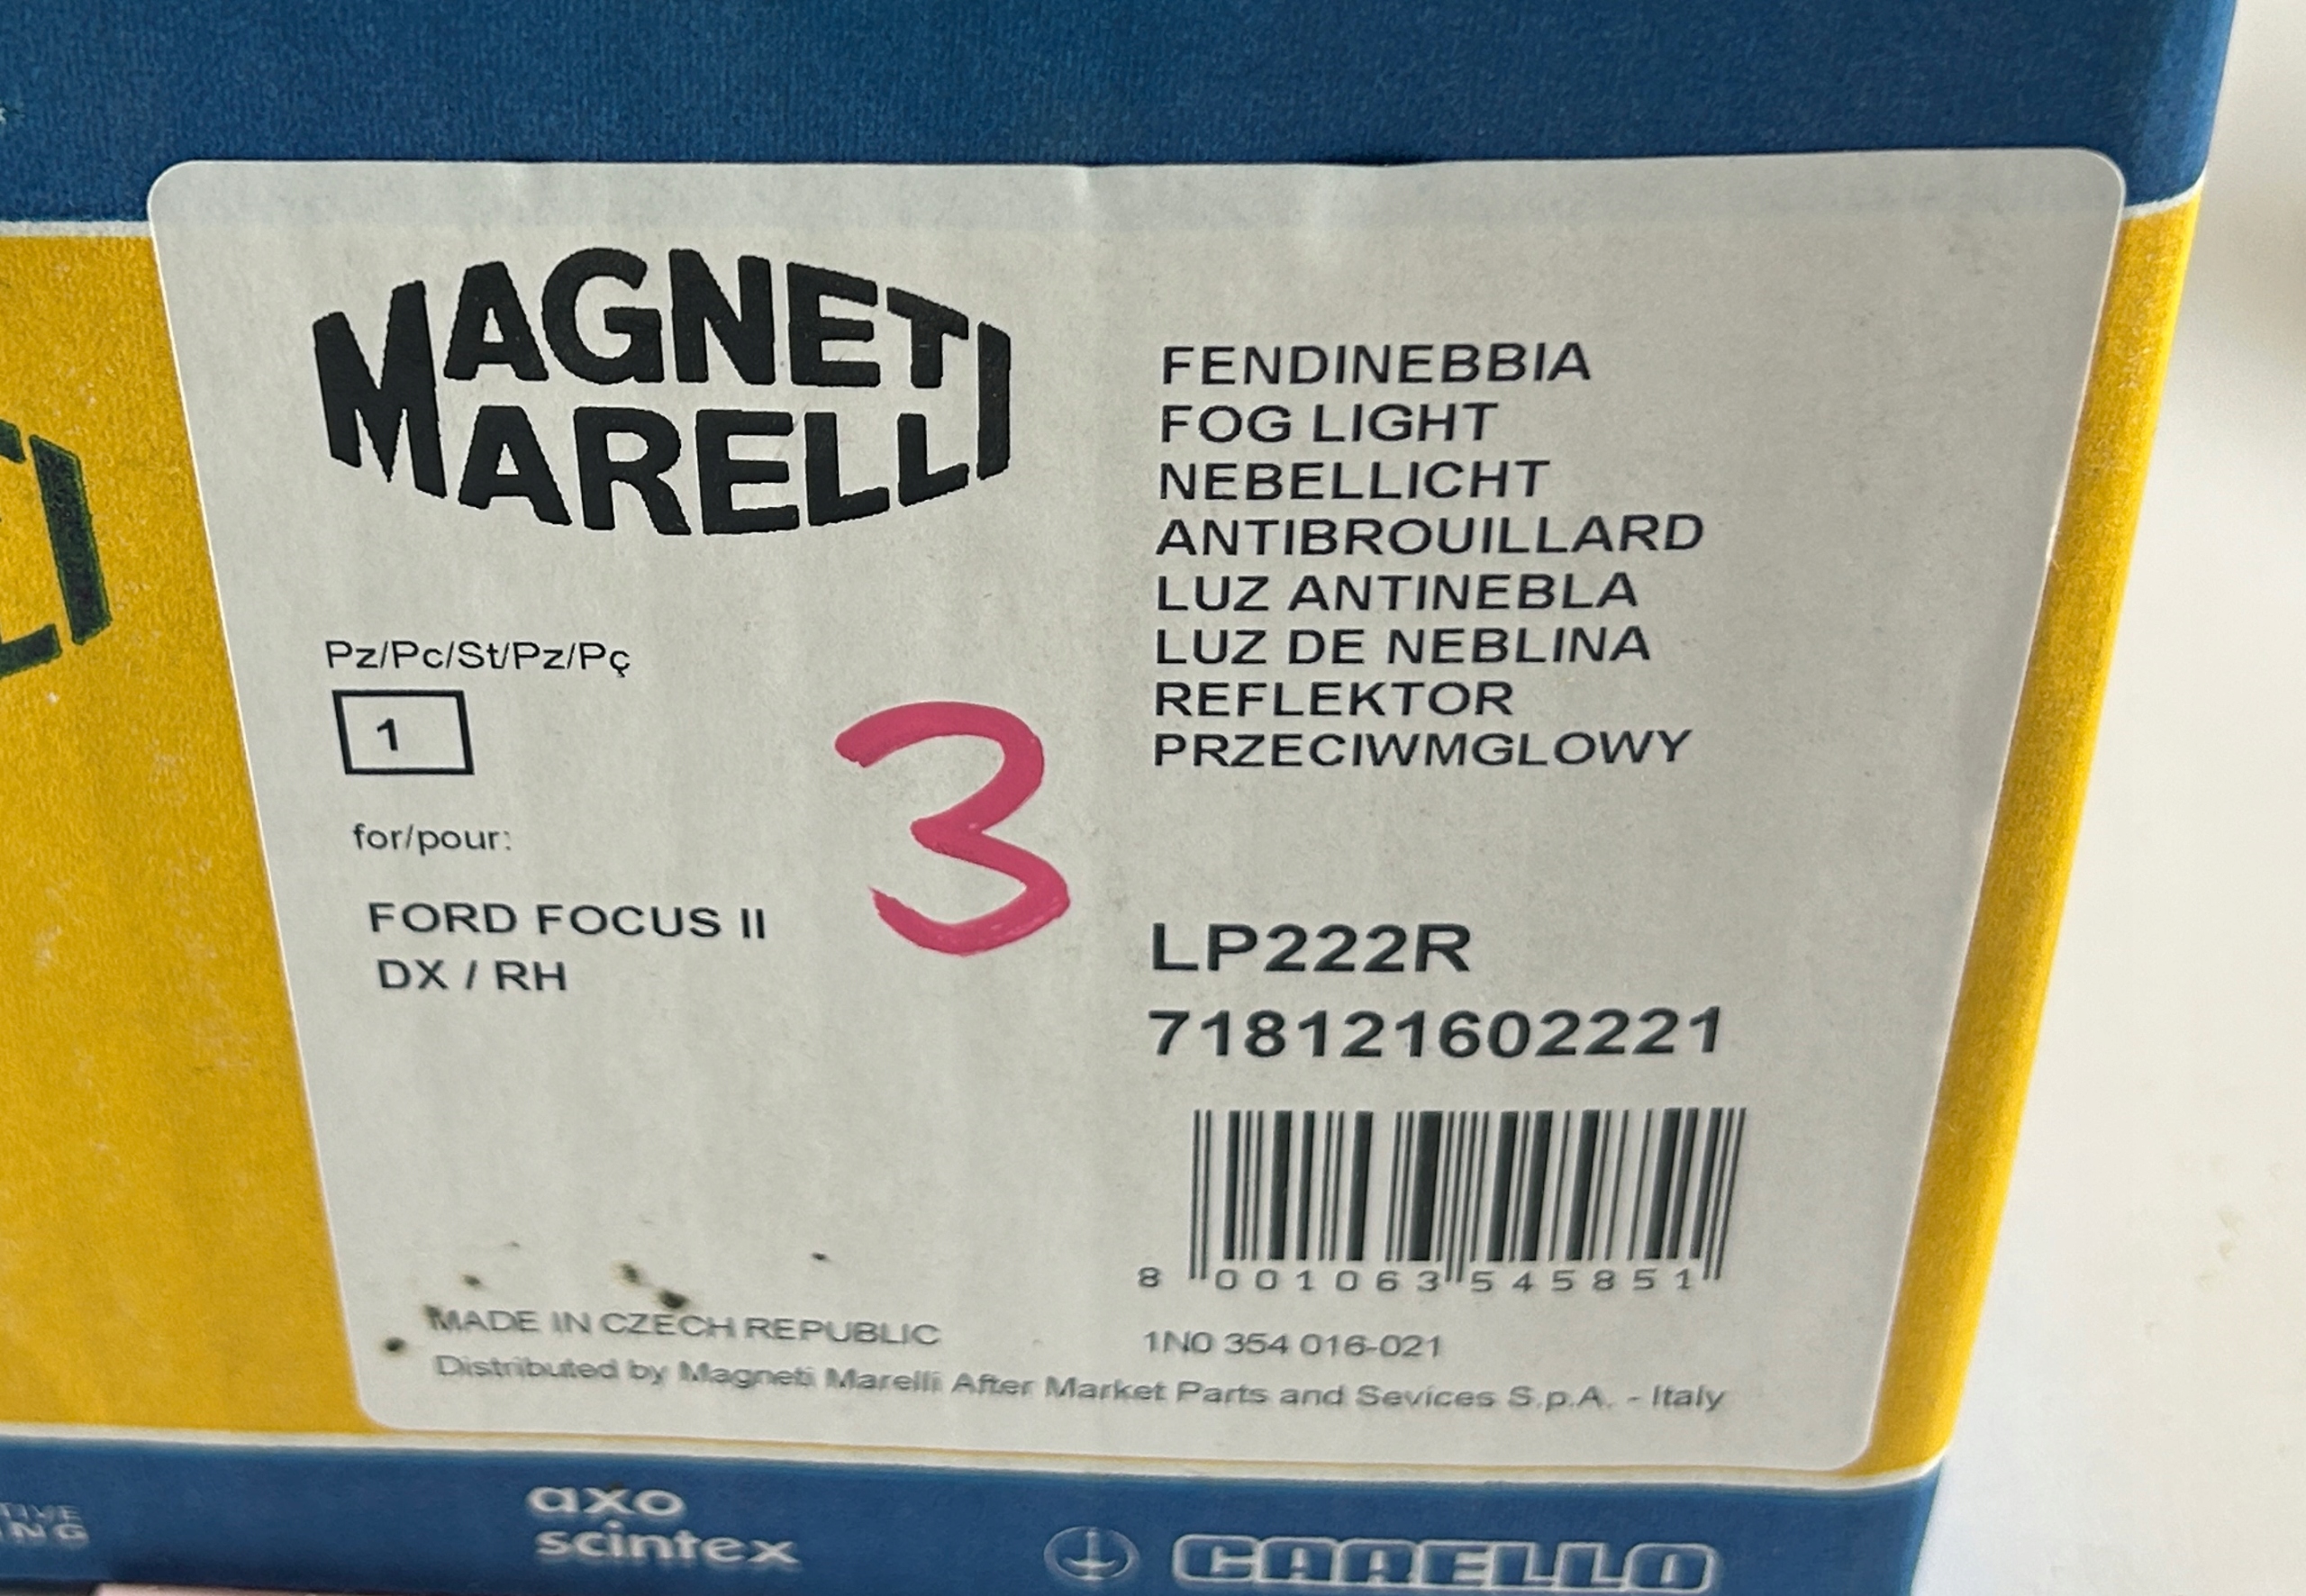 MAGNETI
MARELLI
Pz/Pc/St/Pz/Pç
1
for/pour:
FORD FOCUS II
DX / RH
3
FENDINEBBIA
FOG LIGHT
NEBELLICHT
ANTIBROUILLARD
LUZ ANTINEBLA
LUZ DE NEBLINA
REFLEKTOR
PRZECIWMGLOWY
LP222R
718121602221
8 001063 545851
MADE IN CZECH REPUBLIC
1N0 354 016-021
Distributed by Magneti Marelli After Market Parts and Sevices S.p.A. - Italy
axo
scintex
CARELLO